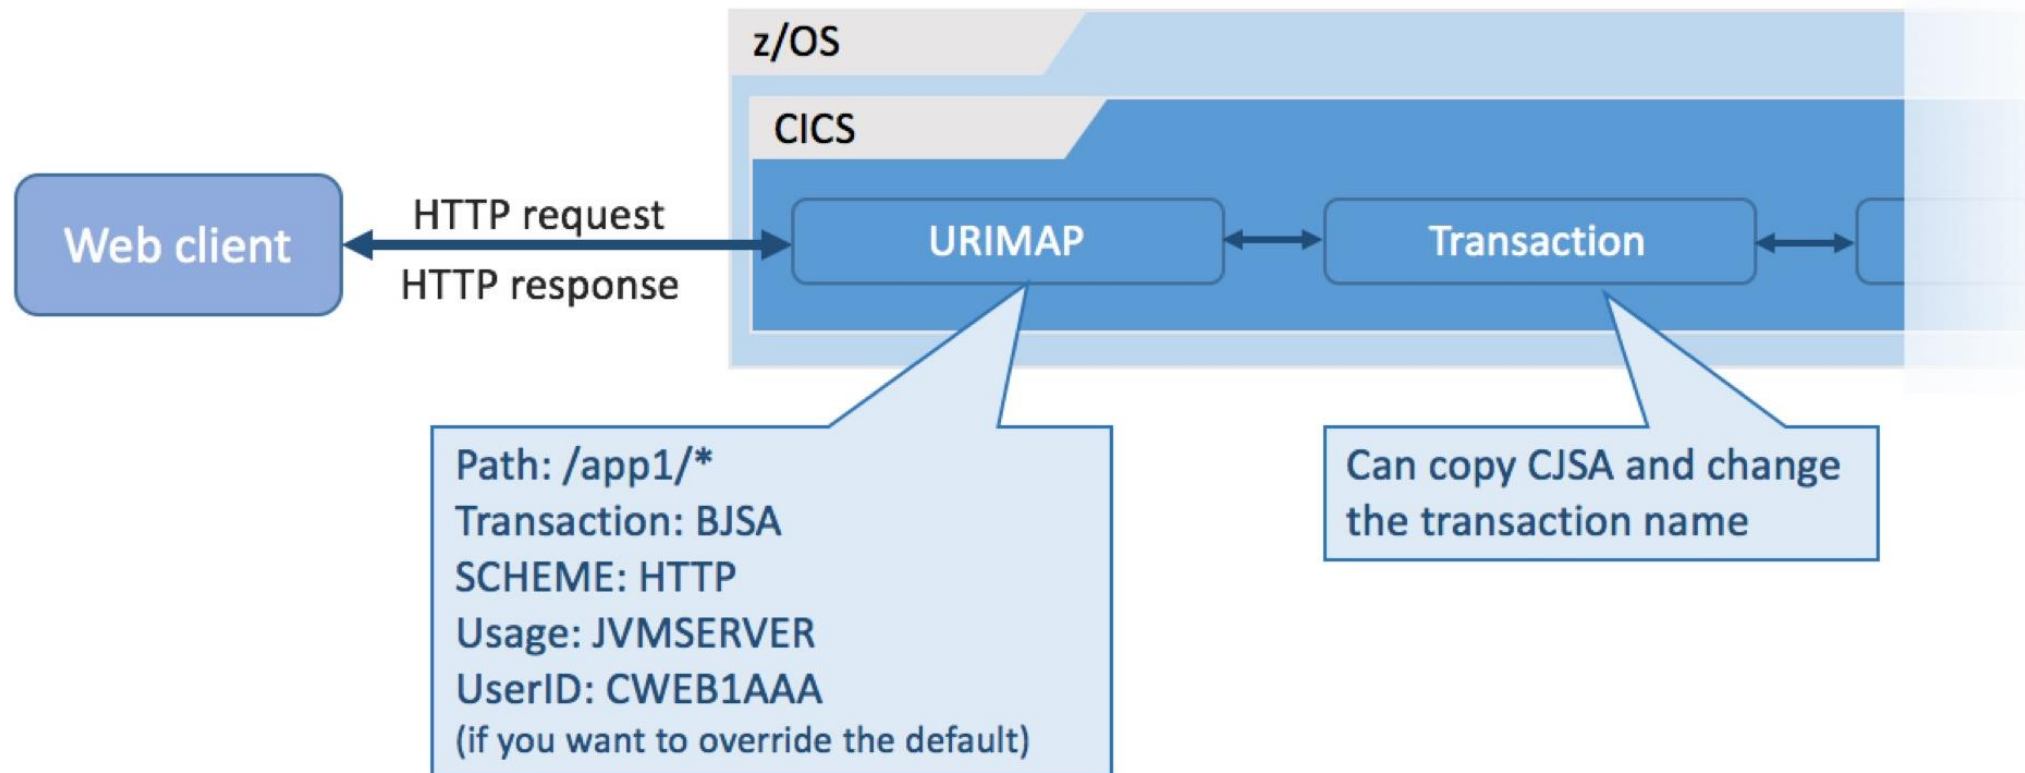 z/OS
CICS
Web client
HTTP request
HTTP response
URIMAP
Transaction
Path: /app1/*
Transaction: BJSA
SCHEME: HTTP
Usage: JVMSERVER
UserID: CWEB1AAA
(if you want to override the default)
Can copy CJSA and change
the transaction name